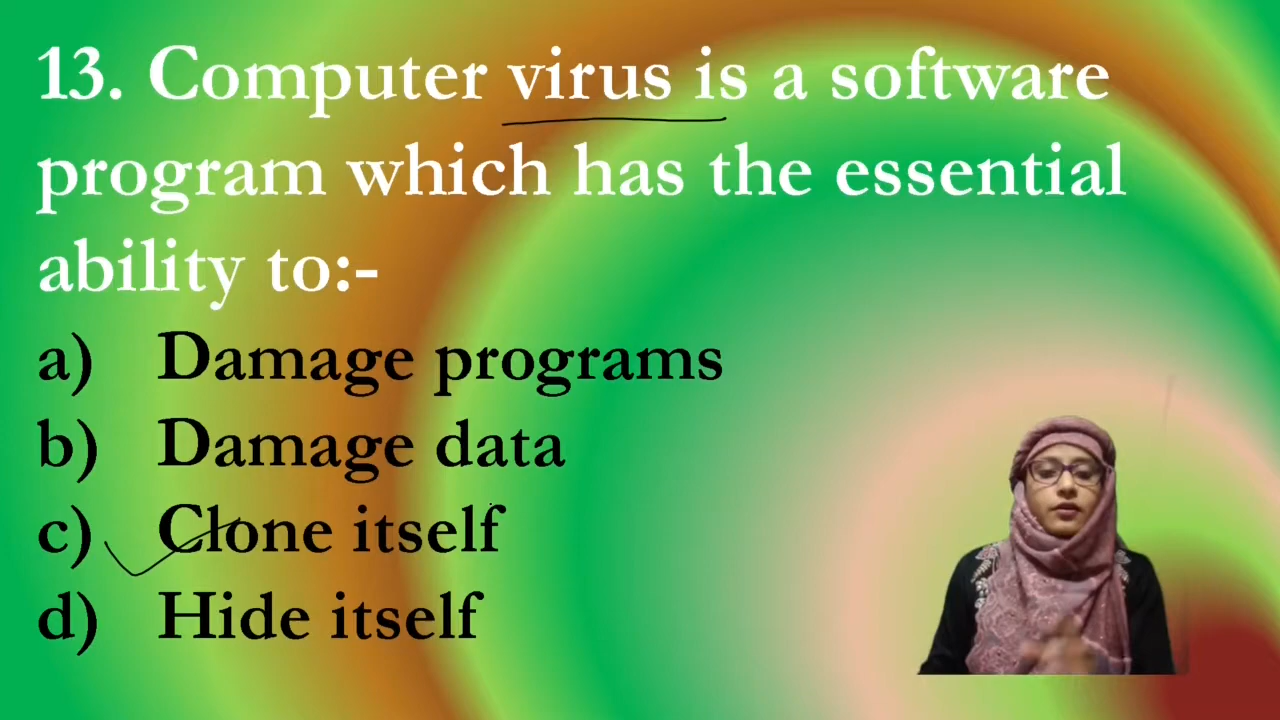 13. Computer virus is a software
program which has the essential
ability to:-
a) Damage programs
b) Damage data
c) Clone itself
d) Hide itself